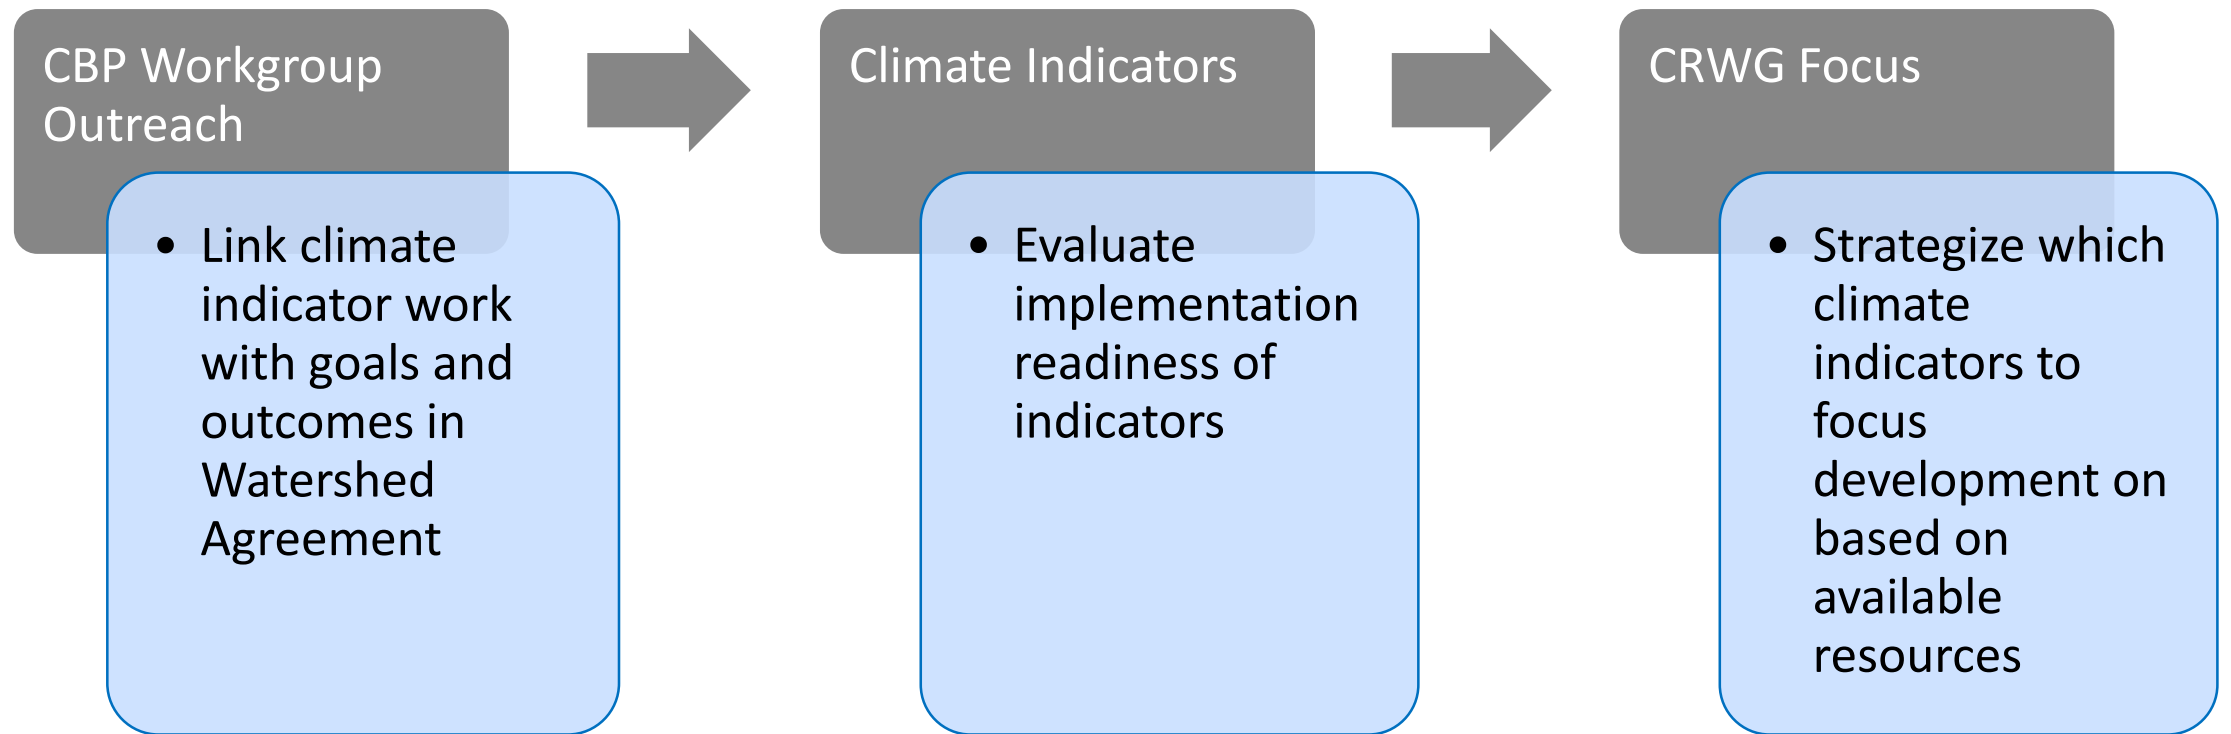 CBP Workgroup
Outreach
• Link climate
indicator work
with goals and
outcomes in
Watershed
Agreement
Climate Indicators
• Evaluate
implementation
readiness of
indicators
CRWG Focus
• Strategize which
climate
indicators to
focus
development on
based on
available
resources